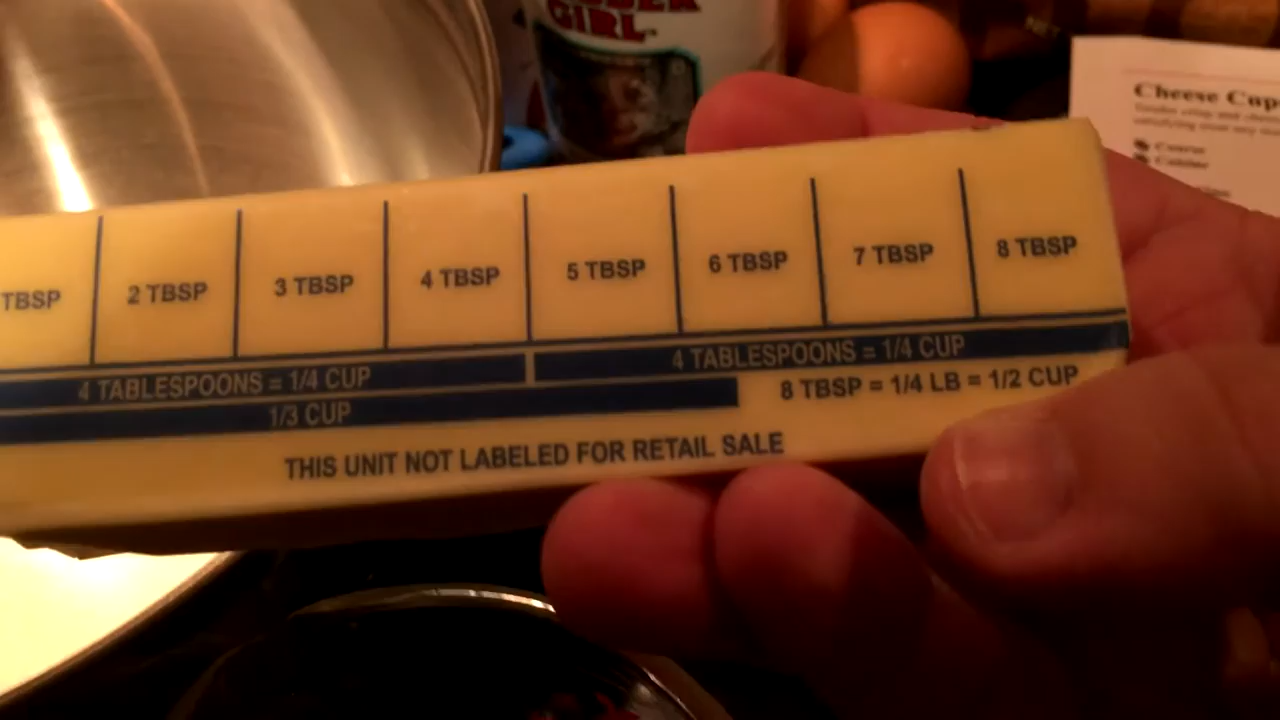 GIRL
Cheese Cup
TBSP 2 TBSP 3 TBSP 4 TBSP 5 TBSP 6 TBSP 7 TBSP 8 TBSP
4 TABLESPOONS = 1/4 CUP 4 TABLESPOONS = 1/4 CUP
1/3 CUP 8 TBSP = 1/4 LB = 1/2 CUP
THIS UNIT NOT LABELED FOR RETAIL SALE